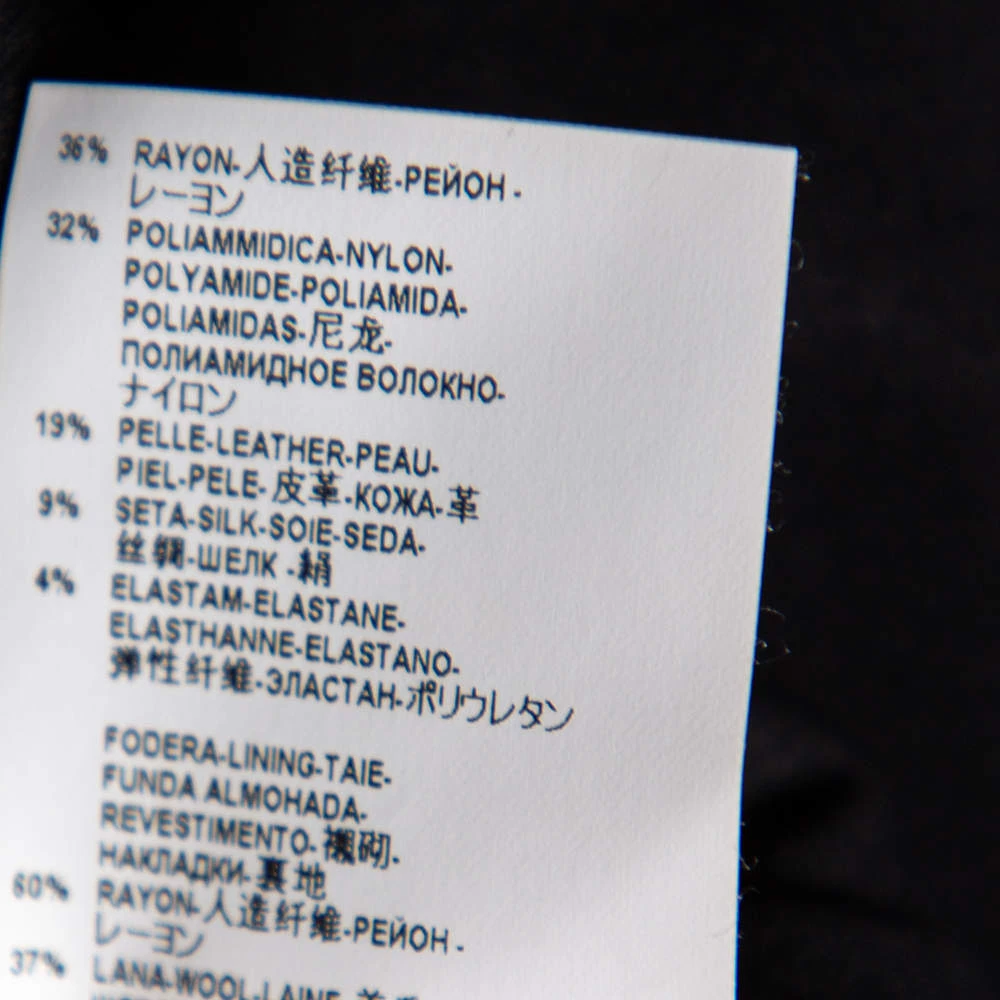 36% RAYON-人造纤维-РЕЙОН -
レーヨン
32% POLIAMMIDICA-NYLON-
POLYAMIDE-POLIAMIDA-
POLIAMIDAS-尼龙-
ПОЛИАМИДНОЕ ВОЛОКНО-
ナイロン
19% PELLE-LEATHER-PEAU-
PIEL-PELE-皮革-КОЖА-革
9% SETA-SILK-SOIE-SEDA-
丝绸-ШЕЛК -絹
4% ELASTAM-ELASTANE-
ELASTHANNE-ELASTANO-
弹性纤维-ЭЛАСТАН-ポリウレタン
FODERA-LINING-TAIE-
FUNDA ALMOHADA-
REVESTIMENTO-襯砌-
НАКЛАДКИ-裏地
60% RAYON-人造纤维-РЕЙОН -
レーヨン
37% LANA-WOOL-LAINE-